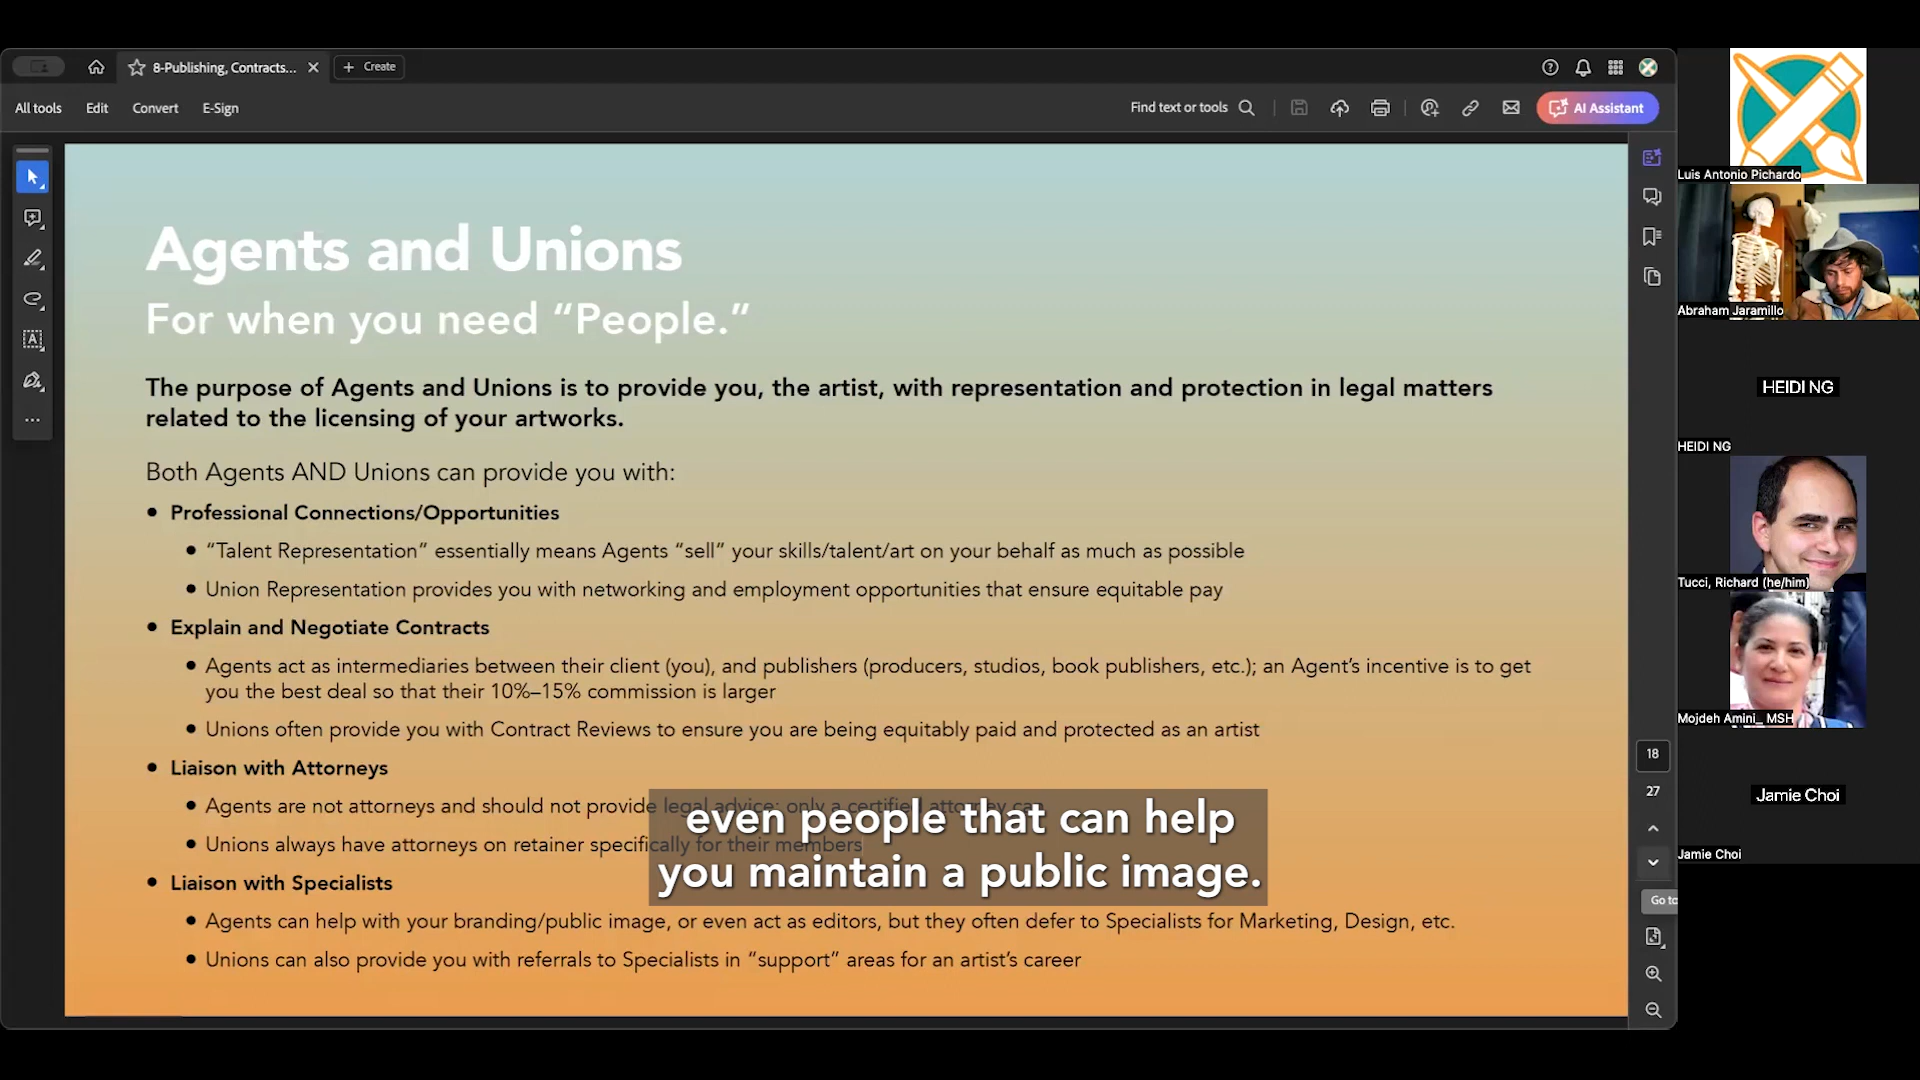 8-Publishing, Contracts...
Create
All tools
Edit
Convert
E-Sign
Find text or tools
AI Assistant
Agents and Unions
For when you need “People.”
The purpose of Agents and Unions is to provide you, the artist, with representation and protection in legal matters
related to the licensing of your artworks.
Both Agents AND Unions can provide you with:
• Professional Connections/Opportunities
• “Talent Representation” essentially means Agents “sell” your skills/talent/art on your behalf as much as possible
• Union Representation provides you with networking and employment opportunities that ensure equitable pay
• Explain and Negotiate Contracts
• Agents act as intermediaries between their client (you), and publishers (producers, studios, book publishers, etc.); an Agent’s incentive is to get
you the best deal so that their 10%–15% commission is larger
• Unions often provide you with Contract Reviews to ensure you are being equitably paid and protected as an artist
• Liaison with Attorneys
• Agents are not attorneys and should not provide legal advice; only a certified attorney can
• Unions always have attorneys on retainer specifically for their members
• Liaison with Specialists
• Agents can help with your branding/public image, or even act as editors, but they often defer to Specialists for Marketing, Design, etc.
• Unions can also provide you with referrals to Specialists in “support” areas for an artist’s career
even people that can help
you maintain a public image.
18
27
Go to
Luis Antonio Pichardo
Abraham Jaramillo
HEIDI NG
HEIDI NG
Tucci, Richard (he/him)
Mojdeh Amini_ MSH
Jamie Choi
Jamie Choi